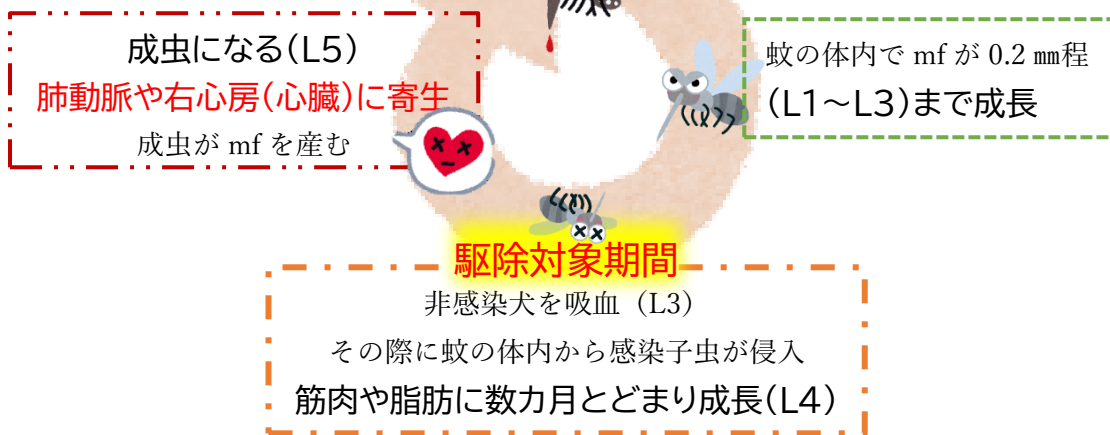 成虫になる(L5)
肺動脈や右心房(心臓)に寄生
成虫が mf を産む
蚊の体内で mf が 0.2 ㎜程
(L1～L3)まで成長
駆除対象期間
非感染犬を吸血（L3）
その際に蚊の体内から感染子虫が侵入
筋肉や脂肪に数カ月とどまり成長(L4)